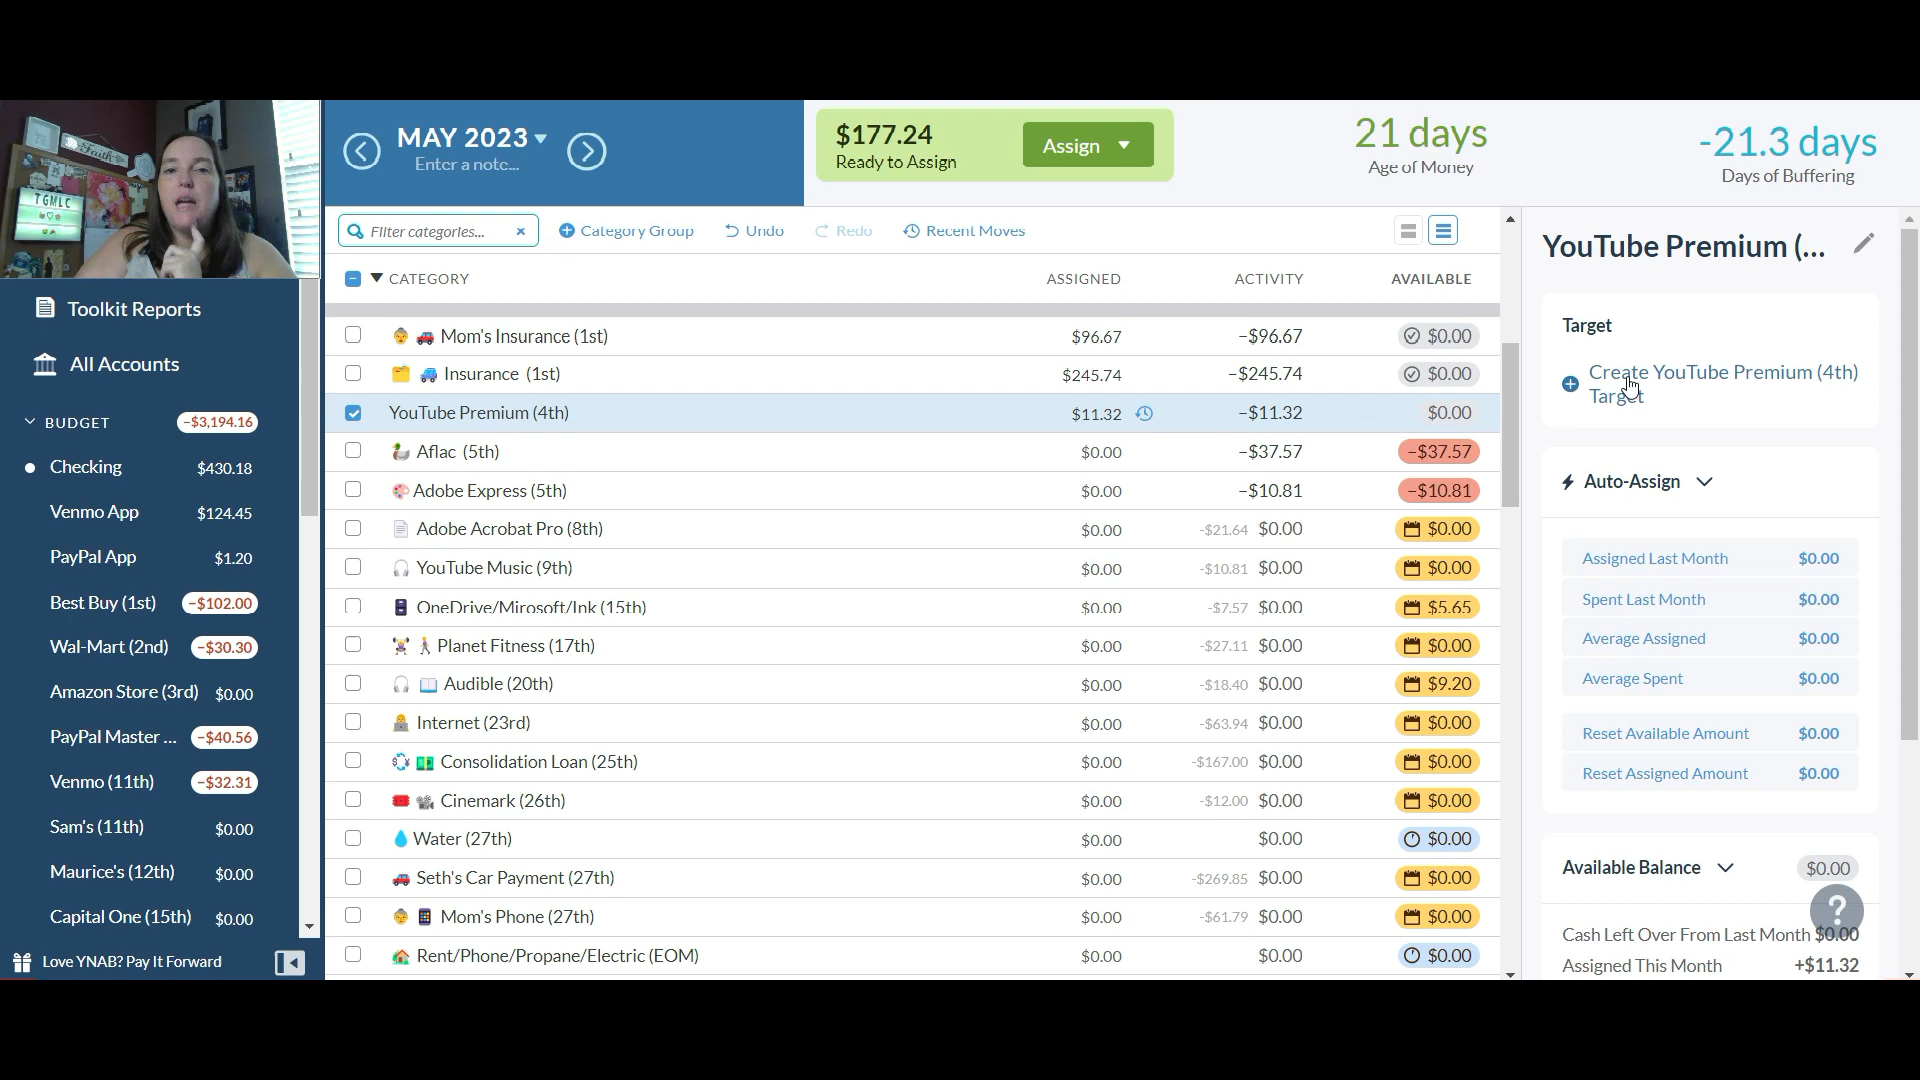 Faith
TGMLC
MAY 2023
Enter a note...
$177.24
Ready to Assign
Assign
21 days
Age of Money
-21.3 days
Days of Buffering
Filter categories...
Category Group
Undo
Redo
Recent Moves
CATEGORY
ASSIGNED
ACTIVITY
AVAILABLE
Mom's Insurance (1st) $96.67 −$96.67 $0.00
Insurance (1st) $245.74 −$245.74 $0.00
YouTube Premium (4th) $11.32 −$11.32 $0.00
Aflac (5th) $0.00 −$37.57 −$37.57
Adobe Express (5th) $0.00 −$10.81 −$10.81
Adobe Acrobat Pro (8th) $0.00 -$21.64 $0.00 $0.00
YouTube Music (9th) $0.00 -$10.81 $0.00 $0.00
OneDrive/Mirosoft/Ink (15th) $0.00 -$7.57 $0.00 $5.65
Planet Fitness (17th) $0.00 -$27.11 $0.00 $0.00
Audible (20th) $0.00 -$18.40 $0.00 $9.20
Internet (23rd) $0.00 -$63.94 $0.00 $0.00
Consolidation Loan (25th) $0.00 -$167.00 $0.00 $0.00
Cinemark (26th) $0.00 -$12.00 $0.00 $0.00
Water (27th) $0.00 $0.00 $0.00
Seth's Car Payment (27th) $0.00 -$269.85 $0.00 $0.00
Mom's Phone (27th) $0.00 -$61.79 $0.00 $0.00
Rent/Phone/Propane/Electric (EOM) $0.00 $0.00 $0.00
Toolkit Reports
All Accounts
BUDGET −$3,194.16
Checking $430.18
Venmo App $124.45
PayPal App $1.20
Best Buy (1st) −$102.00
Wal-Mart (2nd) −$30.30
Amazon Store (3rd) $0.00
PayPal Master ... −$40.56
Venmo (11th) −$32.31
Sam's (11th) $0.00
Maurice's (12th) $0.00
Capital One (15th) $0.00
Love YNAB? Pay It Forward
YouTube Premium (...
Target
Create YouTube Premium (4th)
Target
Auto-Assign
Assigned Last Month $0.00
Spent Last Month $0.00
Average Assigned $0.00
Average Spent $0.00
Reset Available Amount $0.00
Reset Assigned Amount $0.00
Available Balance $0.00
?
Cash Left Over From Last Month $0.00
Assigned This Month +$11.32